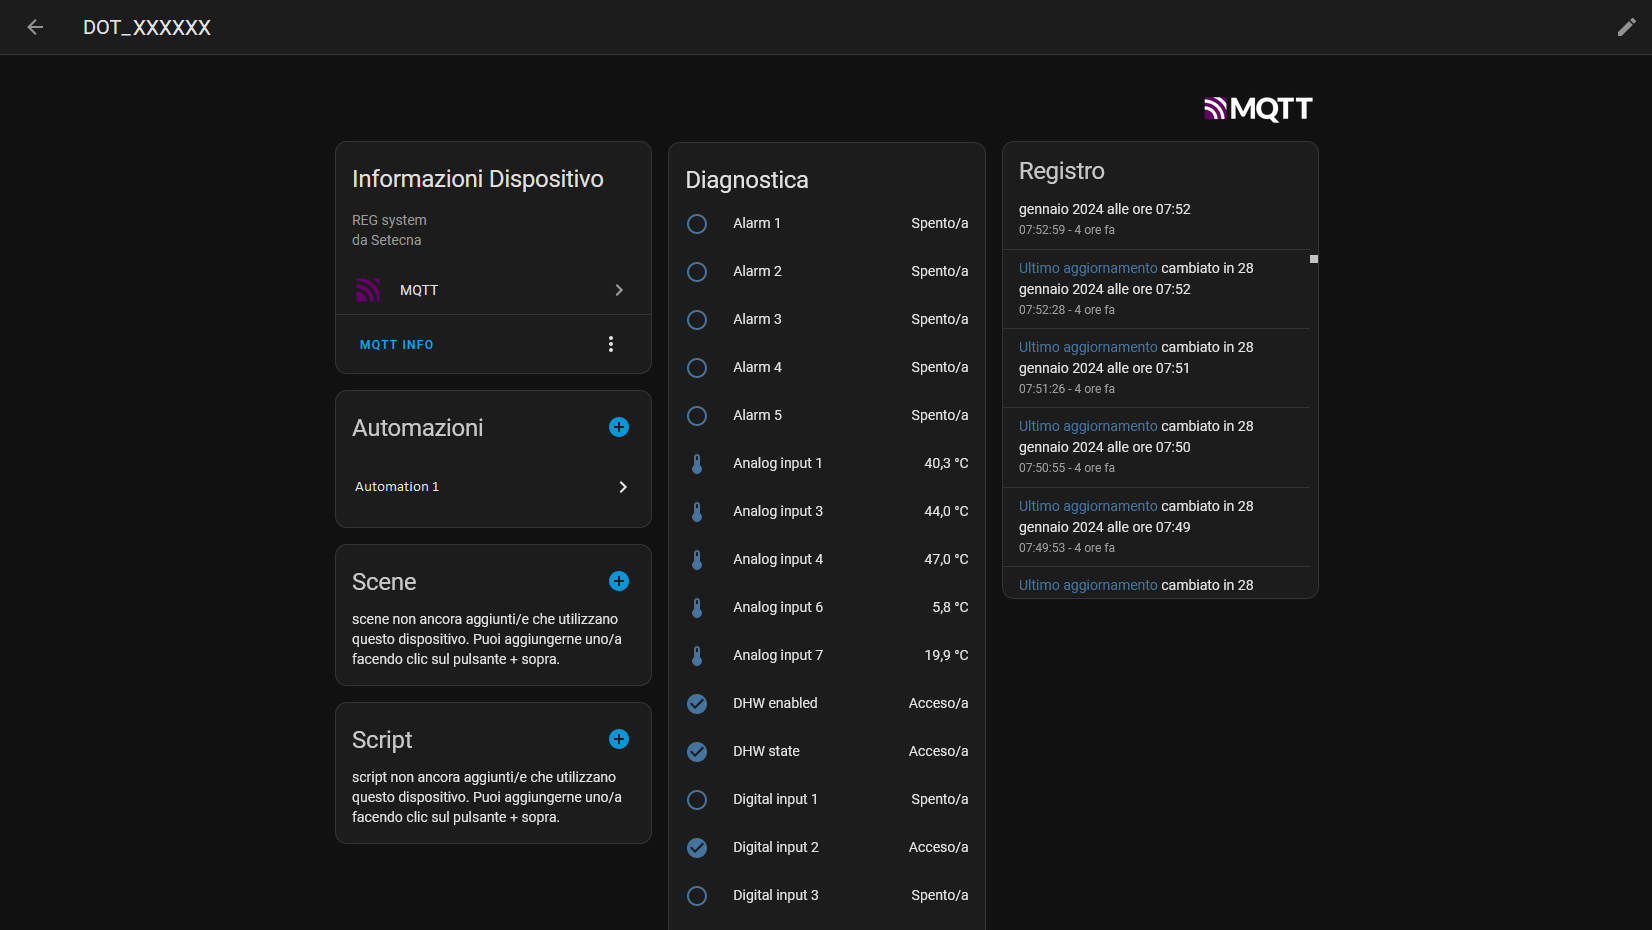 DOT_XXXXXX
MQTT
Informazioni Dispositivo
REG system
da Setecna
MQTT
MQTT INFO
Automazioni
Automation 1
Scene
scene non ancora aggiunti/e che utilizzano
questo dispositivo. Puoi aggiungerne uno/a
facendo clic sul pulsante + sopra.
Script
script non ancora aggiunti/e che utilizzano
questo dispositivo. Puoi aggiungerne uno/a
facendo clic sul pulsante + sopra.
Diagnostica
Alarm 1 Spento/a
Alarm 2 Spento/a
Alarm 3 Spento/a
Alarm 4 Spento/a
Alarm 5 Spento/a
Analog input 1 40,3 °C
Analog input 3 44,0 °C
Analog input 4 47,0 °C
Analog input 6 5,8 °C
Analog input 7 19,9 °C
DHW enabled Acceso/a
DHW state Acceso/a
Digital input 1 Spento/a
Digital input 2 Acceso/a
Digital input 3 Spento/a
Registro
gennaio 2024 alle ore 07:52
07:52:59 - 4 ore fa
Ultimo aggiornamento cambiato in 28
gennaio 2024 alle ore 07:52
07:52:28 - 4 ore fa
Ultimo aggiornamento cambiato in 28
gennaio 2024 alle ore 07:51
07:51:26 - 4 ore fa
Ultimo aggiornamento cambiato in 28
gennaio 2024 alle ore 07:50
07:50:55 - 4 ore fa
Ultimo aggiornamento cambiato in 28
gennaio 2024 alle ore 07:49
07:49:53 - 4 ore fa
Ultimo aggiornamento cambiato in 28